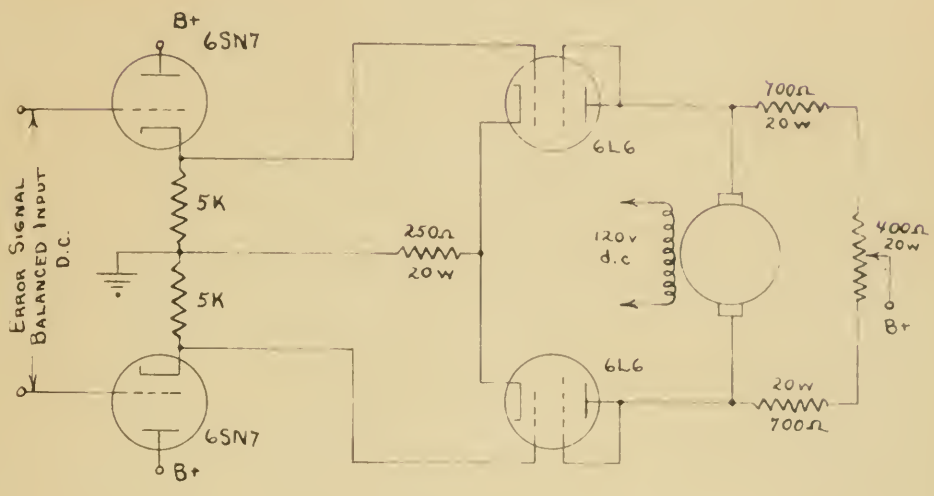 B+
6SN7
ERROR SIGNAL
BALANCED INPUT
D.C.
5K
5K
250Ω
20W
6L6
120V
d.c
700Ω
20W
400Ω
20W
B+
6L6
20W
700Ω
6SN7
B+